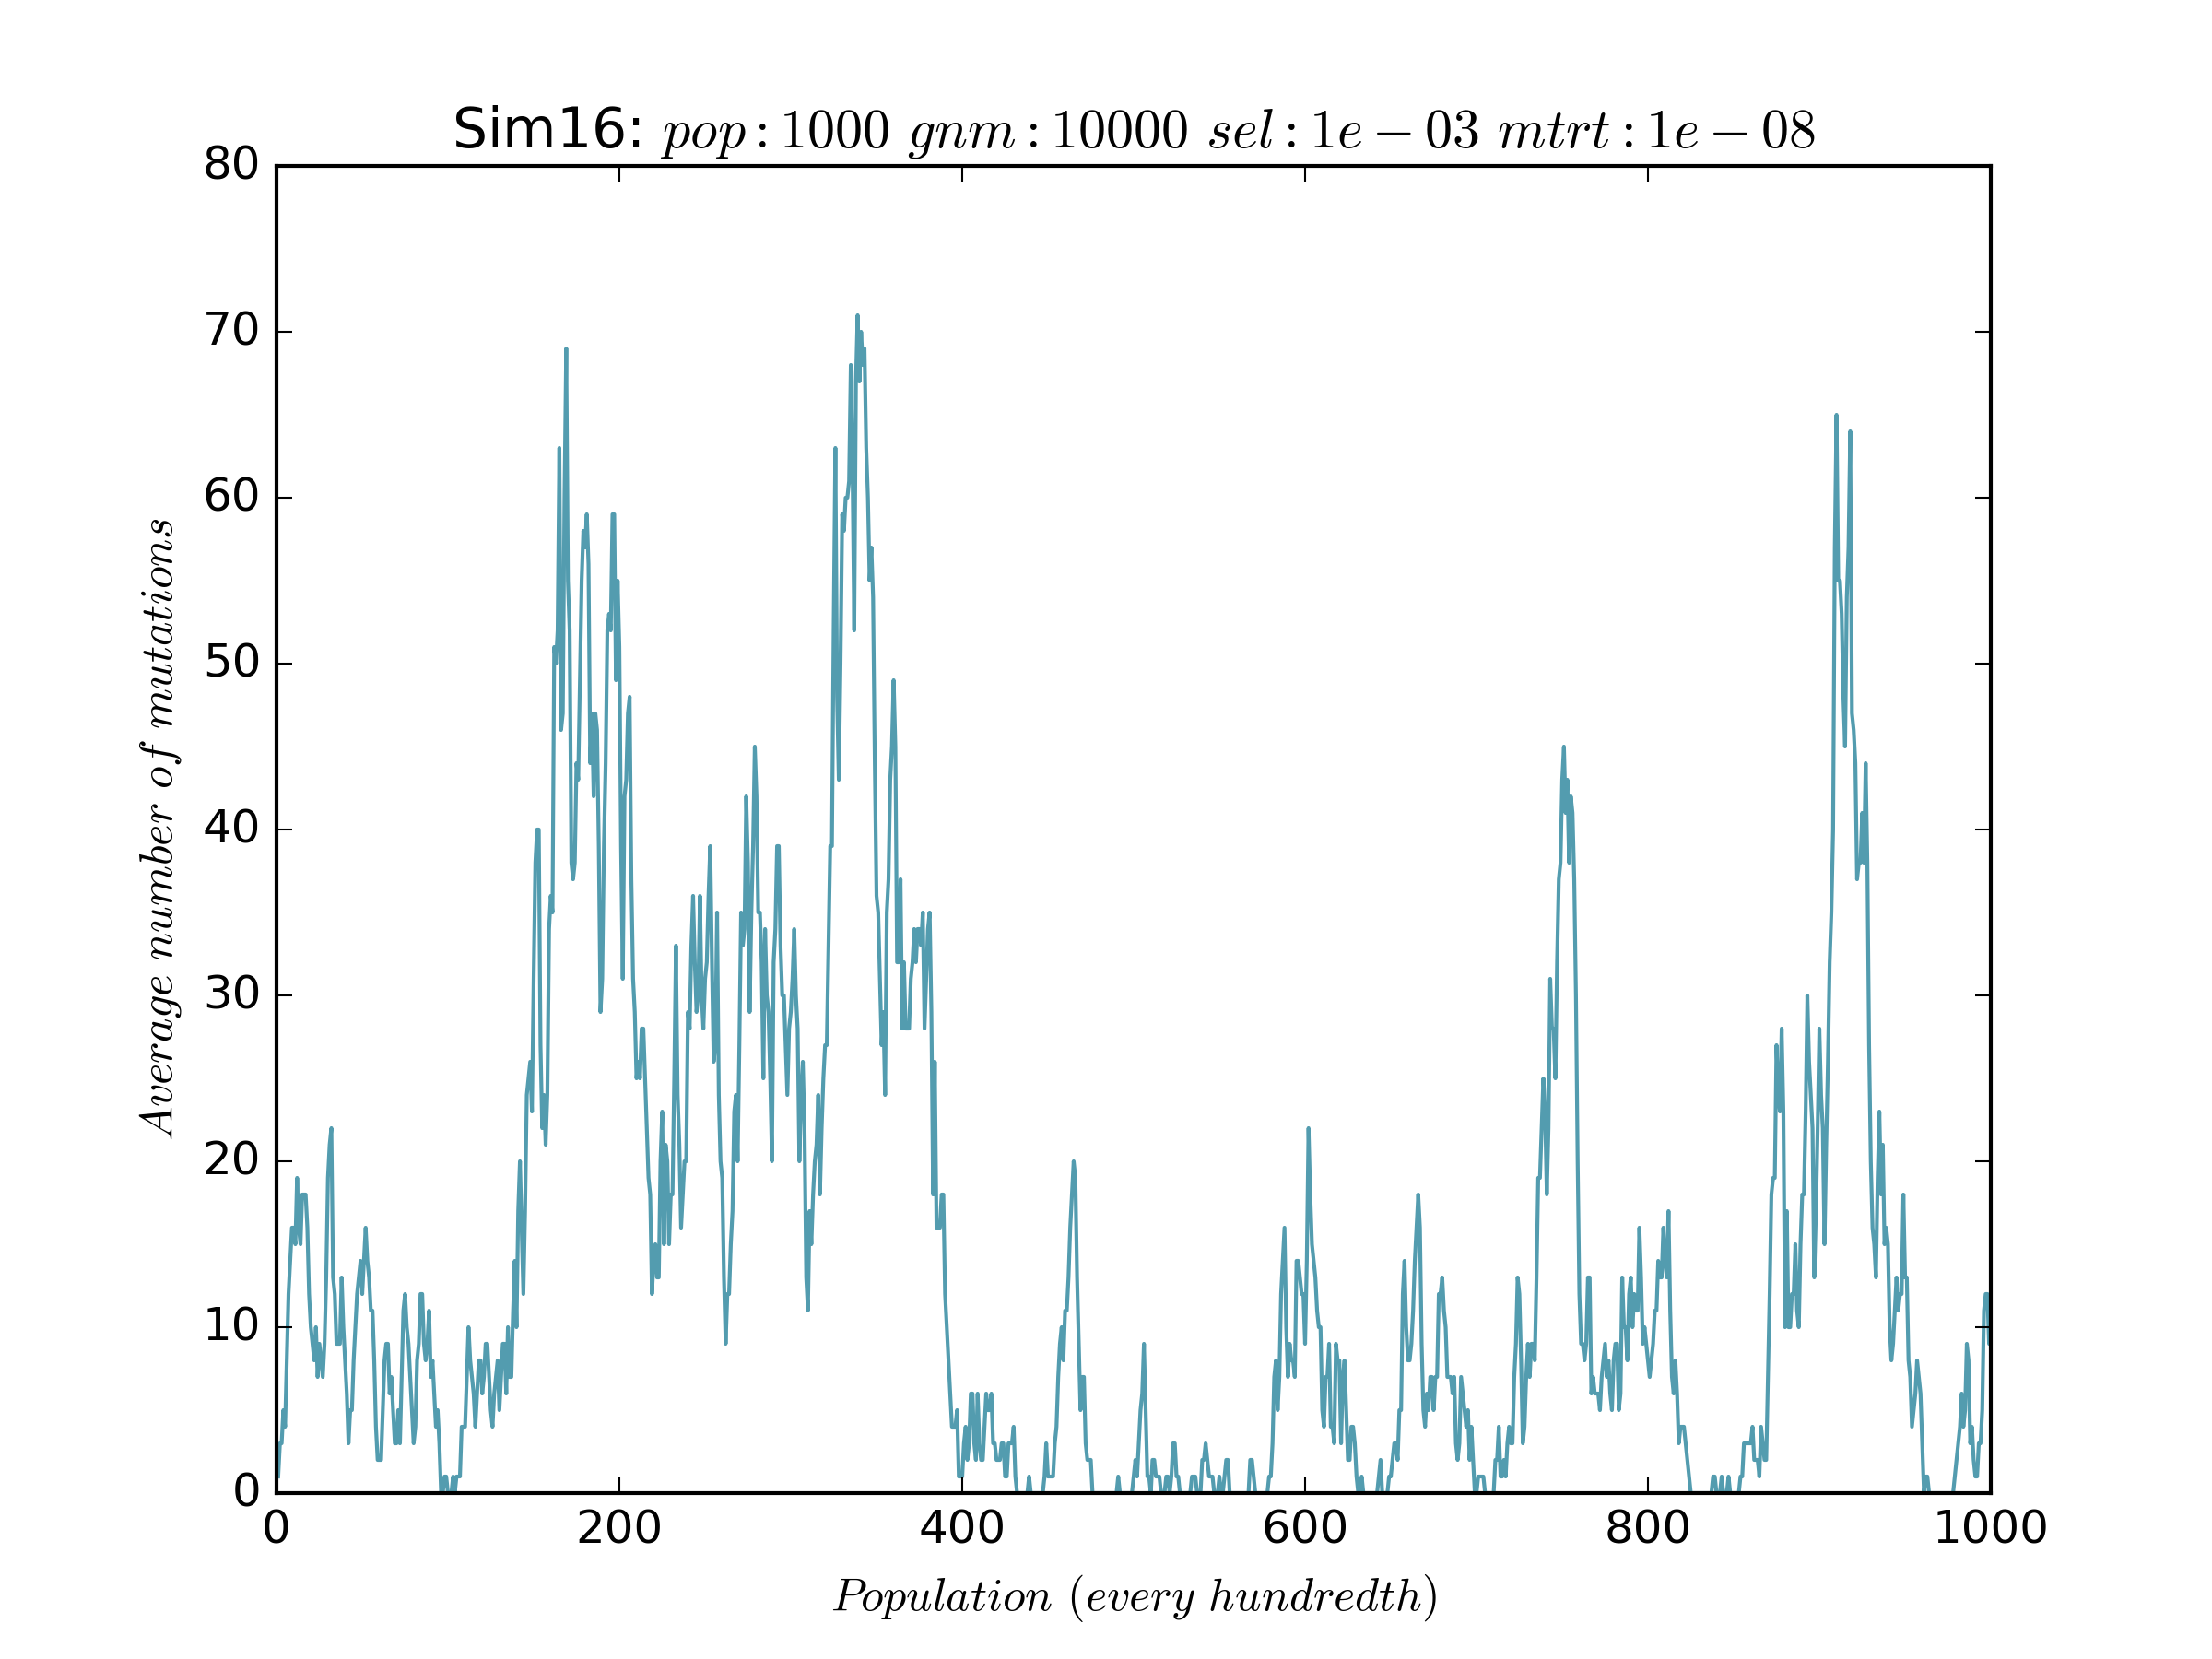 Sim16: pop : 1000 gnm : 10000 sel : 1e − 03 mtrt : 1e − 08
80
70
60
50
40
30
20
10
0
Average number of mutations
0 200 400 600 800 1000
Population (every hundredth)